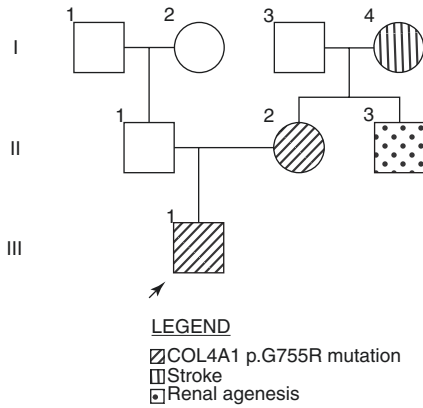 1 2 3 4
I
1 2 3
II
1
III
LEGEND
COL4A1 p.G755R mutation
Stroke
Renal agenesis